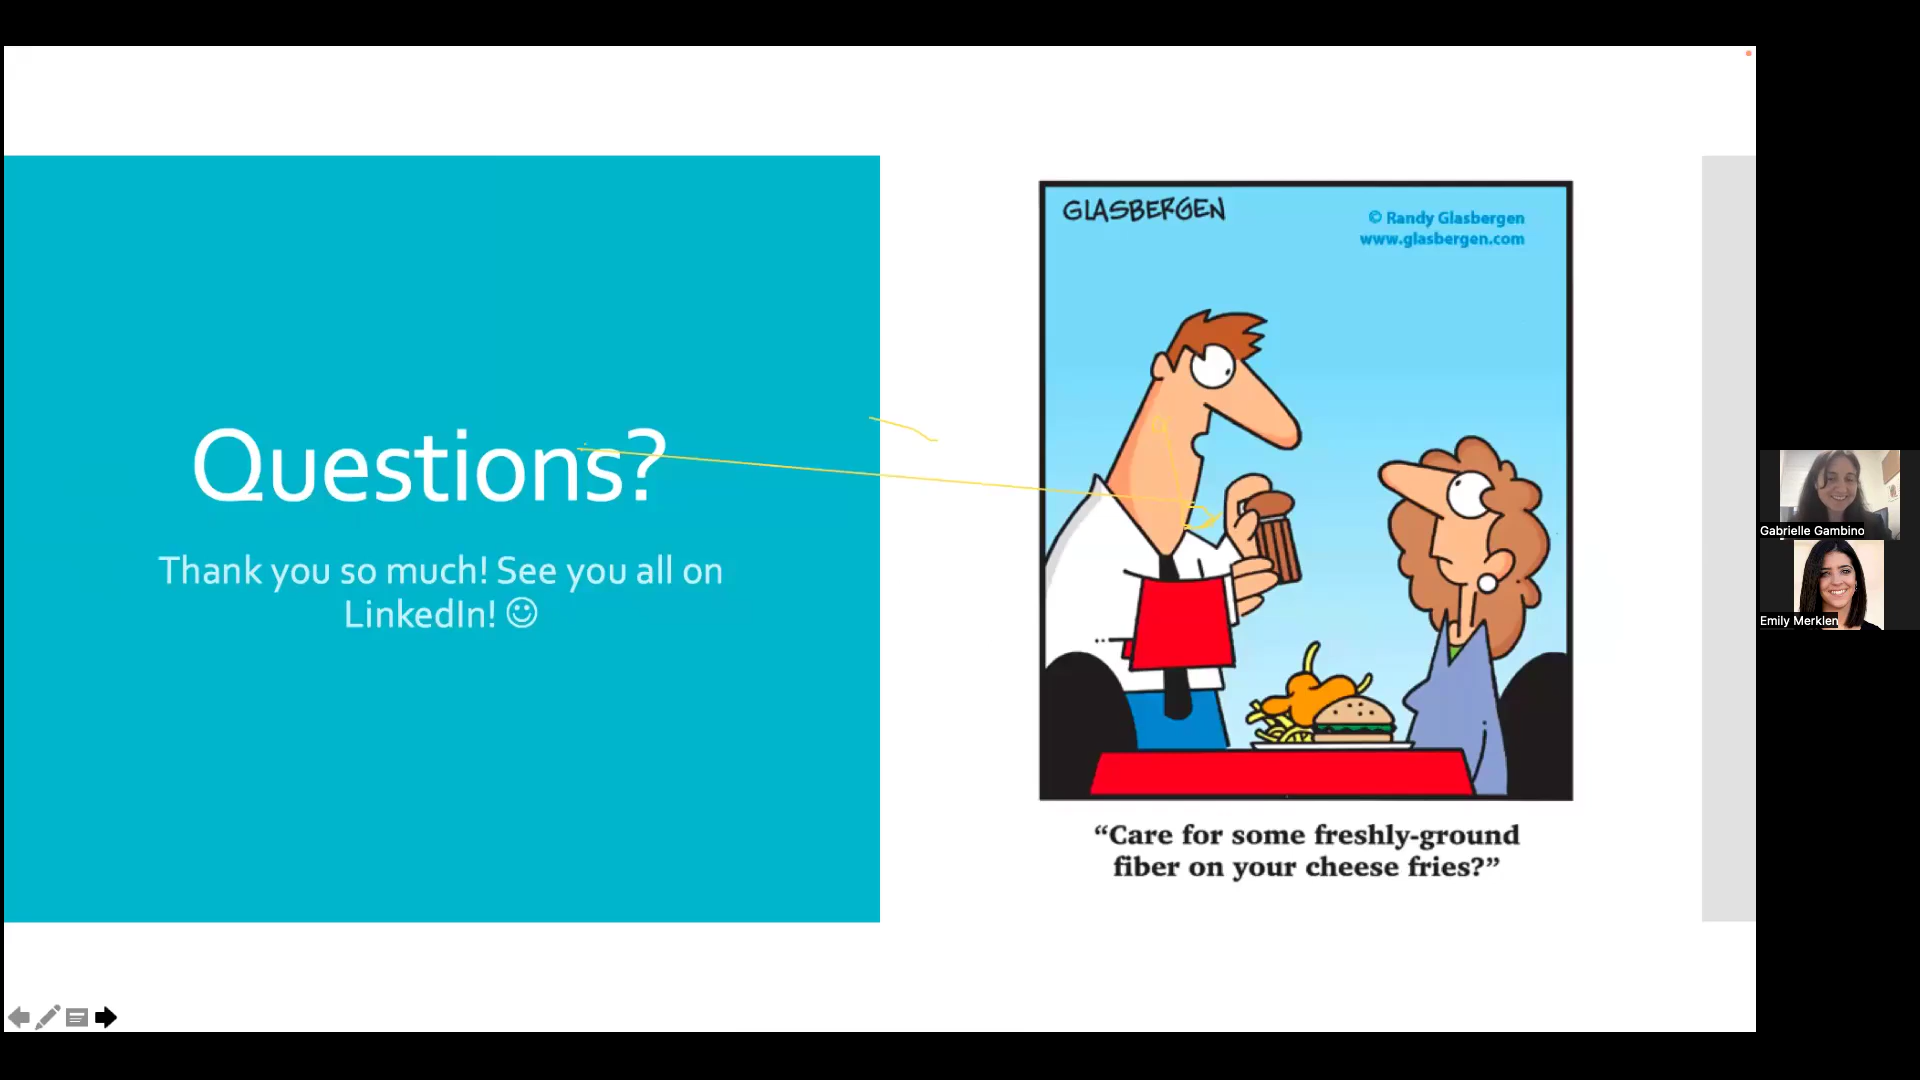 Questions?
Thank you so much! See you all on
LinkedIn! ☺
GLASBERGEN
© Randy Glasbergen
www.glasbergen.com
“Care for some freshly-ground
fiber on your cheese fries?”
Gabrielle Gambino
Emily Merklen